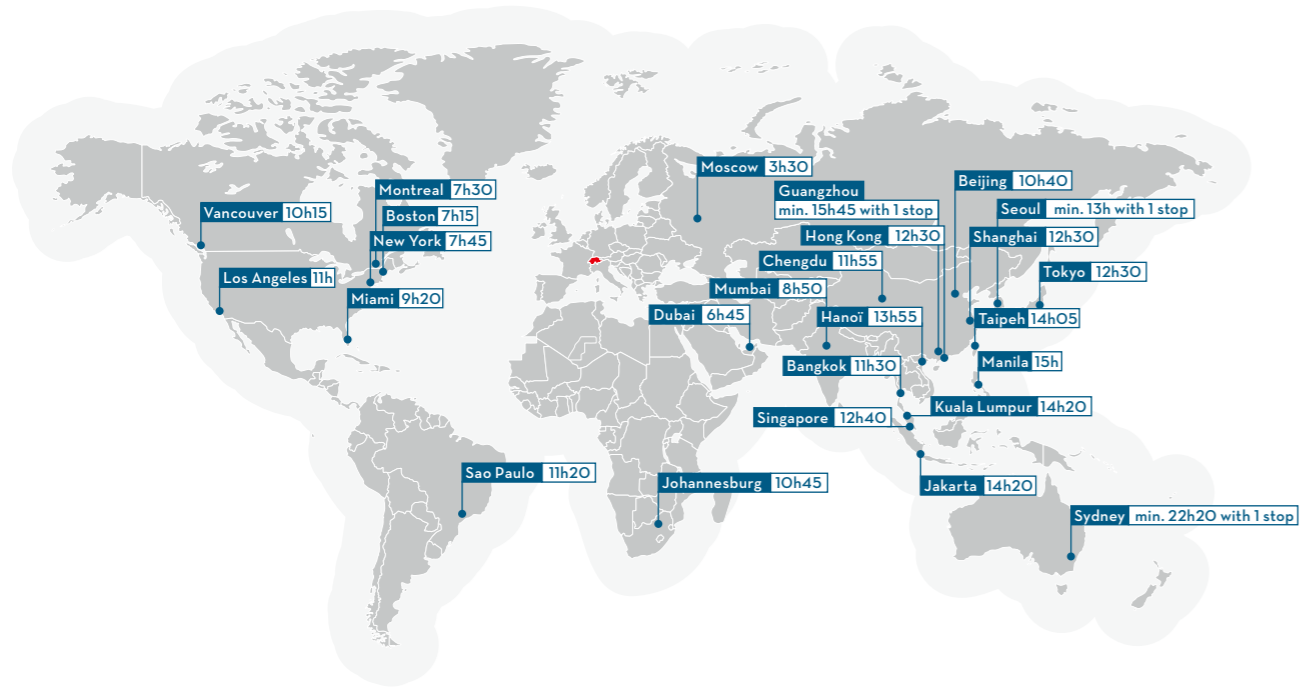 Moscow 3h30
Montreal 7h30
Guangzhou
min. 15h45 with 1 stop
Beijing 10h40
Vancouver 10h15
Boston 7h15
Seoul min. 13h with 1 stop
New York 7h45
Hong Kong 12h30
Shanghai 12h30
Chengdu 11h55
Tokyo 12h30
Los Angeles 11h
Mumbai 8h50
Miami 9h20
Dubai 6h45
Hanoï 13h55
Taipeh 14h05
Bangkok 11h30
Manila 15h
Kuala Lumpur 14h20
Singapore 12h40
Sao Paulo 11h20
Johannesburg 10h45
Jakarta 14h20
Sydney min. 22h20 with 1 stop